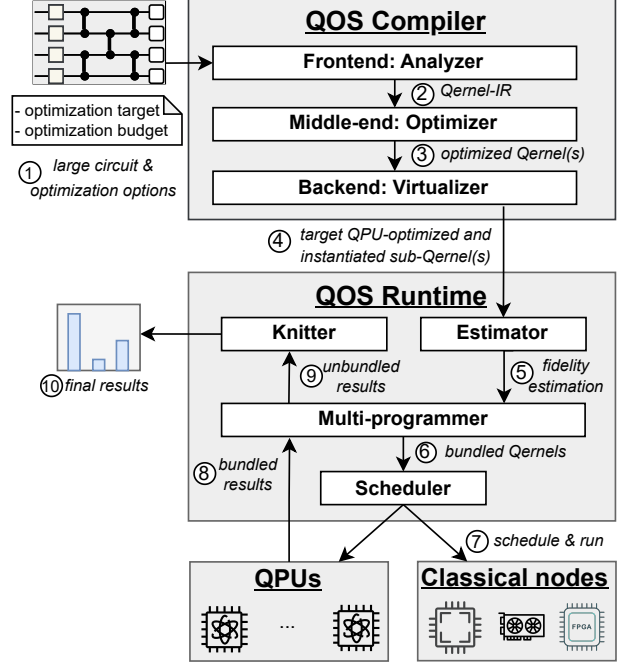 QOS Compiler
Frontend: Analyzer
② Qernel-IR
- optimization target
- optimization budget
Middle-end: Optimizer
① large circuit &
optimization options
③ optimized Qernel(s)
Backend: Virtualizer
④ target QPU-optimized and
instantiated sub-Qernel(s)
QOS Runtime
Knitter
Estimator
⑩ final results
⑨ unbundled
results
⑤ fidelity
estimation
Multi-programmer
⑧ bundled
results
⑥ bundled Qernels
Scheduler
⑦ schedule & run
QPUs
Classical nodes
...
FPGA